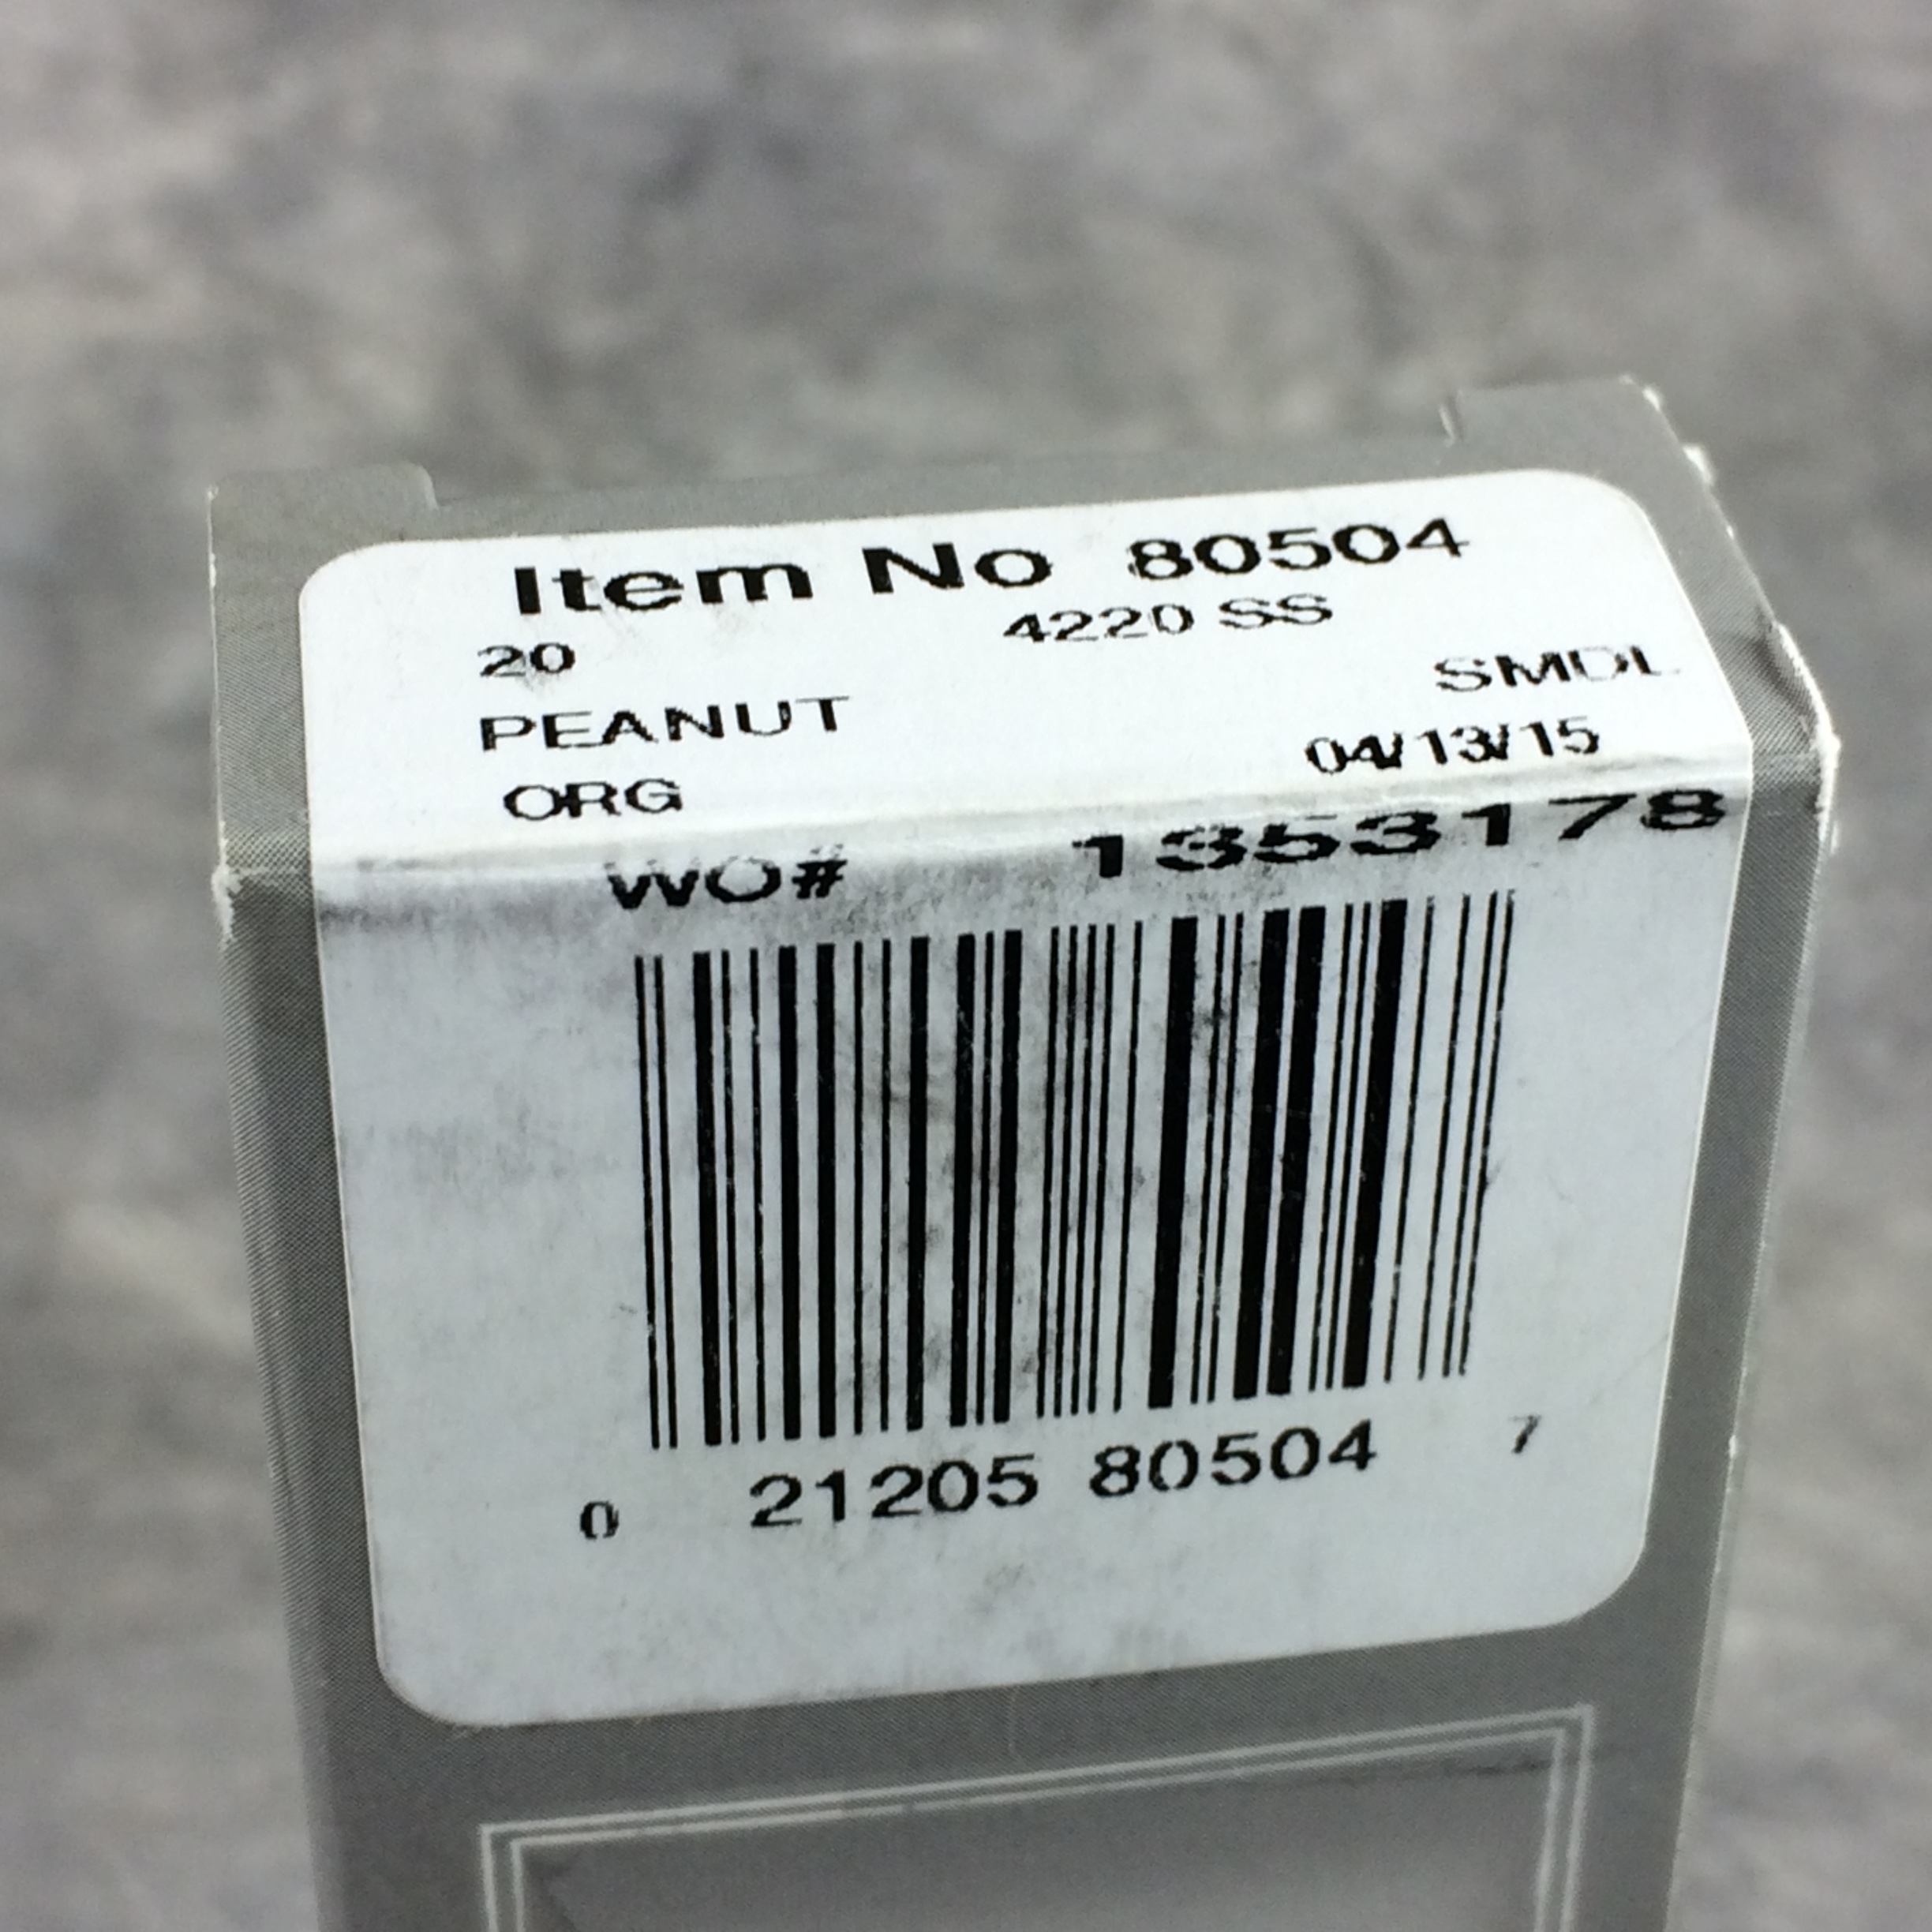 Item No 80504
20 4220 SS
PEANUT SMDL
ORG 04/13/15
WO# 1353178
0 21205 80504 7